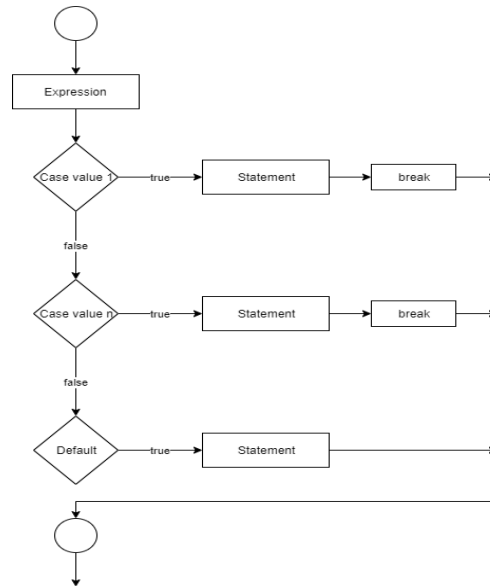 Expression
Case value 1
true
Statement
break
false
Case value n
true
Statement
break
false
Default
true
Statement